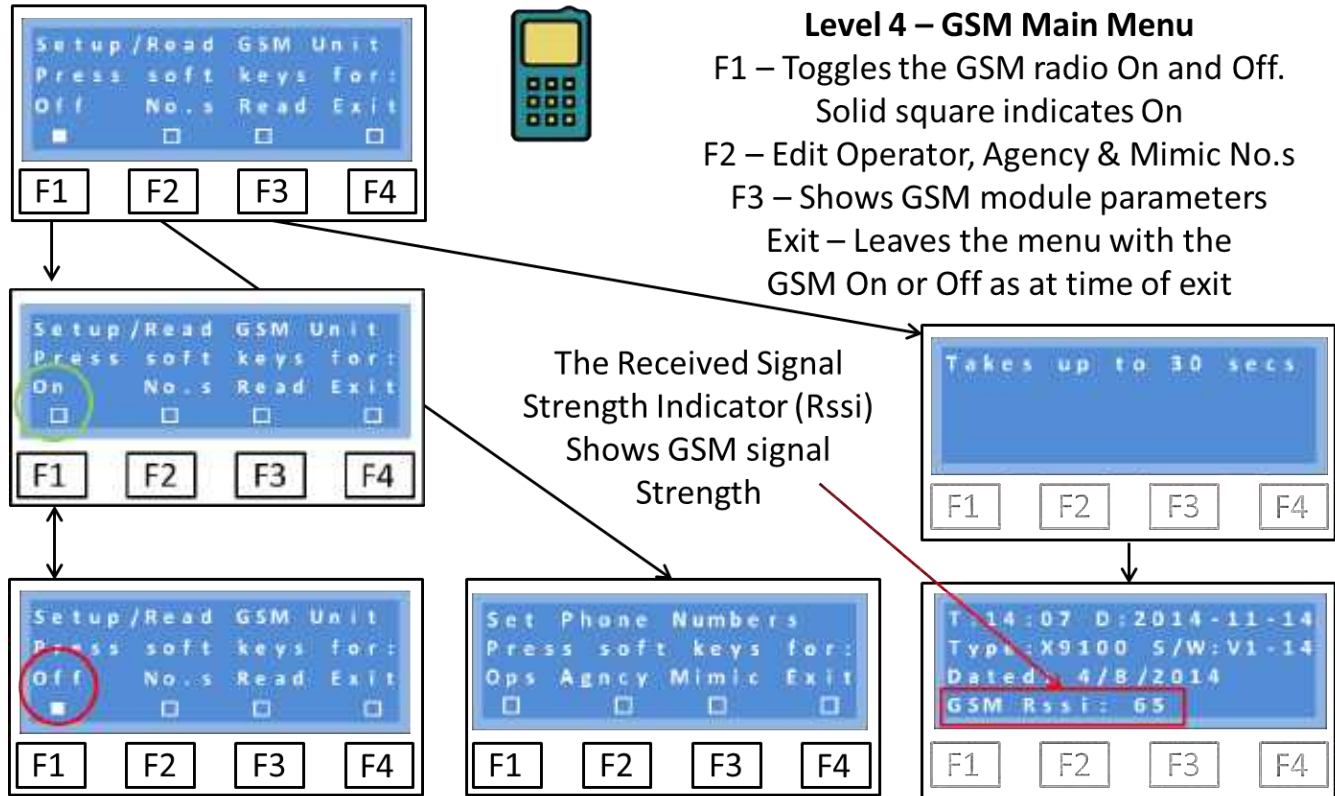 Setup/Read GSM Unit
Press soft keys for:
Off No.s Read Exit
F1 F2 F3 F4
Level 4 – GSM Main Menu
F1 – Toggles the GSM radio On and Off.
Solid square indicates On
F2 – Edit Operator, Agency & Mimic No.s
F3 – Shows GSM module parameters
Exit – Leaves the menu with the
GSM On or Off as at time of exit
Setup/Read GSM Unit
Press soft keys for:
On No.s Read Exit
F1 F2 F3 F4
The Received Signal
Strength Indicator (Rssi)
Shows GSM signal
Strength
Takes up to 30 secs
F1 F2 F3 F4
Setup/Read GSM Unit
Press soft keys for:
Off No.s Read Exit
F1 F2 F3 F4
Set Phone Numbers
Press soft keys for:
Ops Agncy Mimic Exit
F1 F2 F3 F4
T:14:07 D:2014-11-14
Type:X9100 S/W:V1-14
Dated: 4/8/2014
GSM Rssi: 65
F1 F2 F3 F4